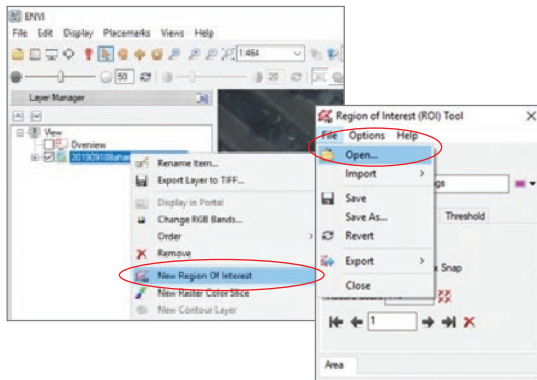 ENVI
File Edit Display Placemarks Views Help
1:464
50
20
Layer Manager
View
Overview
Rename Item...
Export Layer to TIFF...
Display in Portal
Change RGB Bands...
Order
Remove
New Region Of Interest
New Raster Color Slice
New Contour Layer
Region of Interest (ROI) Tool
File Options Help
Open...
Import
Save
Save As...
Revert
Export
Close
gs
Threshold
Snap
1
Area